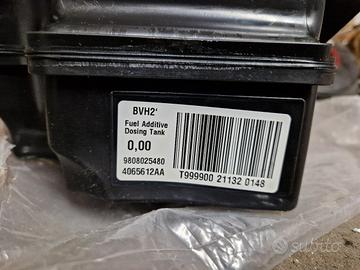 BVH2'
Fuel Additive
Dosing Tank
0,00
9808025480
4065612AA
T999900 21132 0148
subito